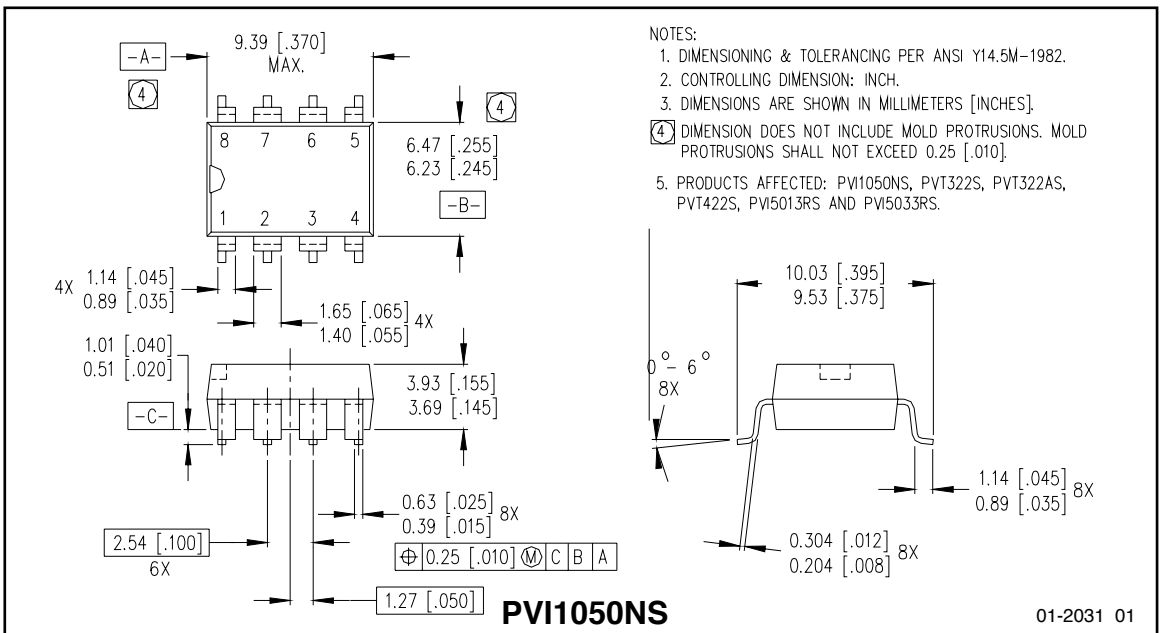 -A-
9.39 [.370]
MAX.
4
4
8 7 6 5
1 2 3 4
6.47 [.255]
6.23 [.245]
-B-
4X 1.14 [.045]
0.89 [.035]
1.65 [.065] 4X
1.40 [.055]
1.01 [.040]
0.51 [.020]
-C-
3.93 [.155]
3.69 [.145]
0.63 [.025] 8X
0.39 [.015]
2.54 [.100]
6X
⌖ 0.25 [.010] Ⓜ C B A
1.27 [.050]
NOTES:
1. DIMENSIONING & TOLERANCING PER ANSI Y14.5M-1982.
2. CONTROLLING DIMENSION: INCH.
3. DIMENSIONS ARE SHOWN IN MILLIMETERS [INCHES].
4 DIMENSION DOES NOT INCLUDE MOLD PROTRUSIONS. MOLD
PROTRUSIONS SHALL NOT EXCEED 0.25 [.010].
5. PRODUCTS AFFECTED: PVI1050NS, PVT322S, PVT322AS,
PVT422S, PVI5013RS AND PVI5033RS.
10.03 [.395]
9.53 [.375]
0° - 6°
8X
1.14 [.045] 8X
0.89 [.035]
0.304 [.012] 8X
0.204 [.008]
PVI1050NS
01-2031 01